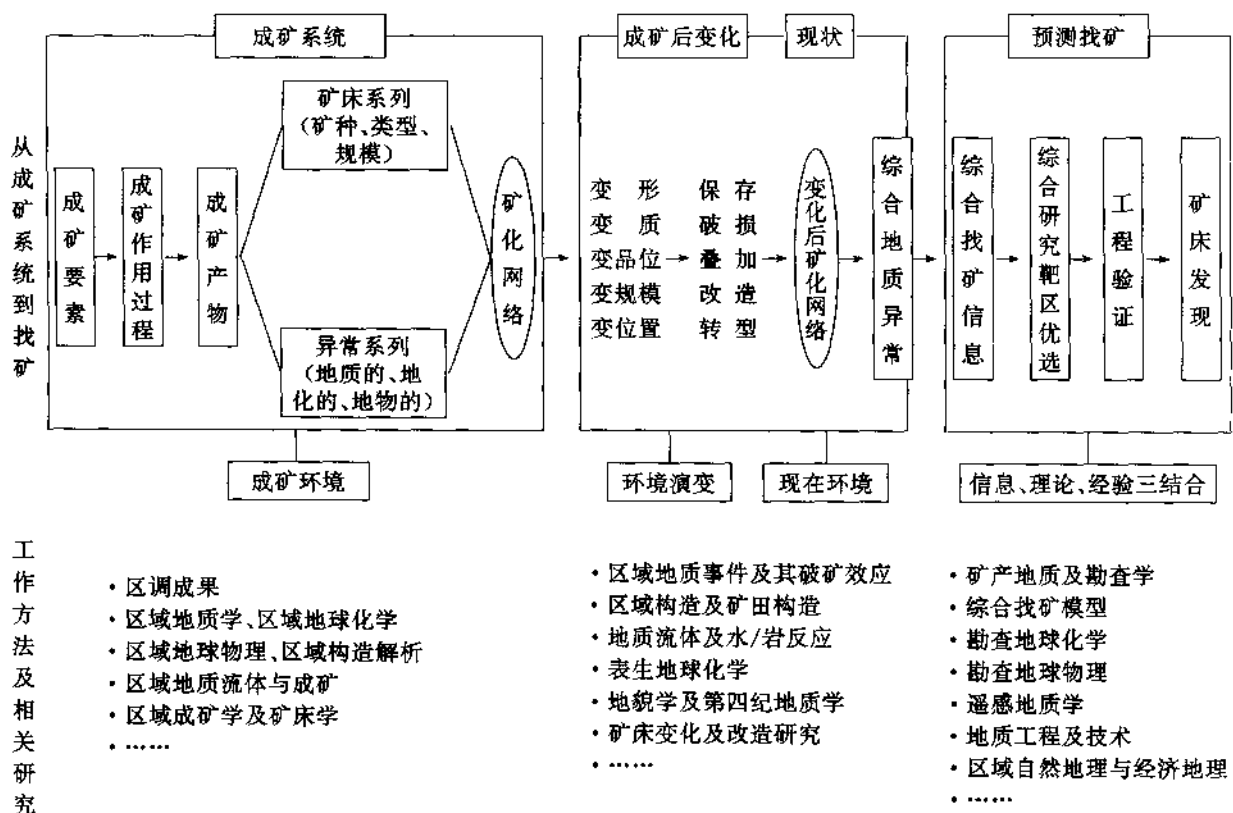 成矿系统
成矿后变化
现状
预测找矿
从成矿系统到找矿
成矿要素
成矿作用过程
成矿产物
矿床系列
(矿种、类型、
规模)
异常系列
(地质的、地
化的、地物的)
矿化网络
变形
变质
变品位
变规模
变位置
保存
破损
叠加
改造
转型
变化后矿化网络
综合地质异常
综合找矿信息
综合研究靶区优选
工程验证
矿床发现
成矿环境
环境演变
现在环境
信息、理论、经验三结合
工作方法及相关研究
·区调成果
·区域地质学、区域地球化学
·区域地球物理、区域构造解析
·区域地质流体与成矿
·区域成矿学及矿床学
·……
·区域地质事件及其破矿效应
·区域构造及矿田构造
·地质流体及水/岩反应
·表生地球化学
·地貌学及第四纪地质学
·矿床变化及改造研究
·……
·矿产地质及勘查学
·综合找矿模型
·勘查地球化学
·勘查地球物理
·遥感地质学
·地质工程及技术
·区域自然地理与经济地理
·……